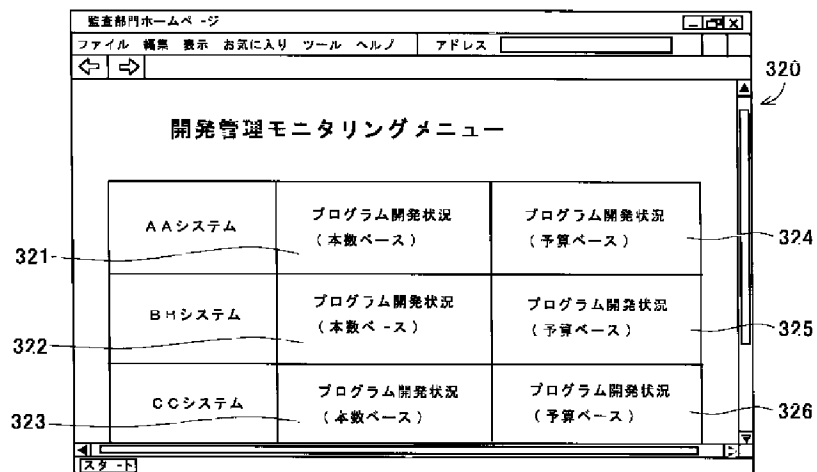 監査部門ホームページ
ファイル 編集 表示 お気に入り ツール ヘルプ アドレス
320
開発管理モニタリングメニュー
AAシステム プログラム開発状況 プログラム開発状況
(本数ベース) (予算ベース)
321 324
BBシステム プログラム開発状況 プログラム開発状況
(本数ベース) (予算ベース)
322 325
CCシステム プログラム開発状況 プログラム開発状況
(本数ベース) (予算ベース)
323 326
スタート